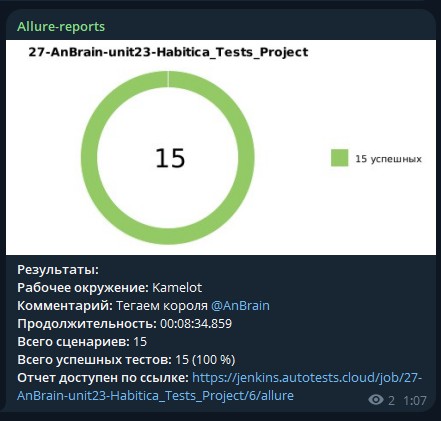 Allure-reports
27-AnBrain-unit23-Habitica_Tests_Project
15
15 успешных
Результаты:
Рабочее окружение: Kamelot
Комментарий: Тегаем короля @AnBrain
Продолжительность: 00:08:34.859
Всего сценариев: 15
Всего успешных тестов: 15 (100 %)
Отчет доступен по ссылке: https://jenkins.autotests.cloud/job/27-
AnBrain-unit23-Habitica_Tests_Project/6/allure
2 1:07